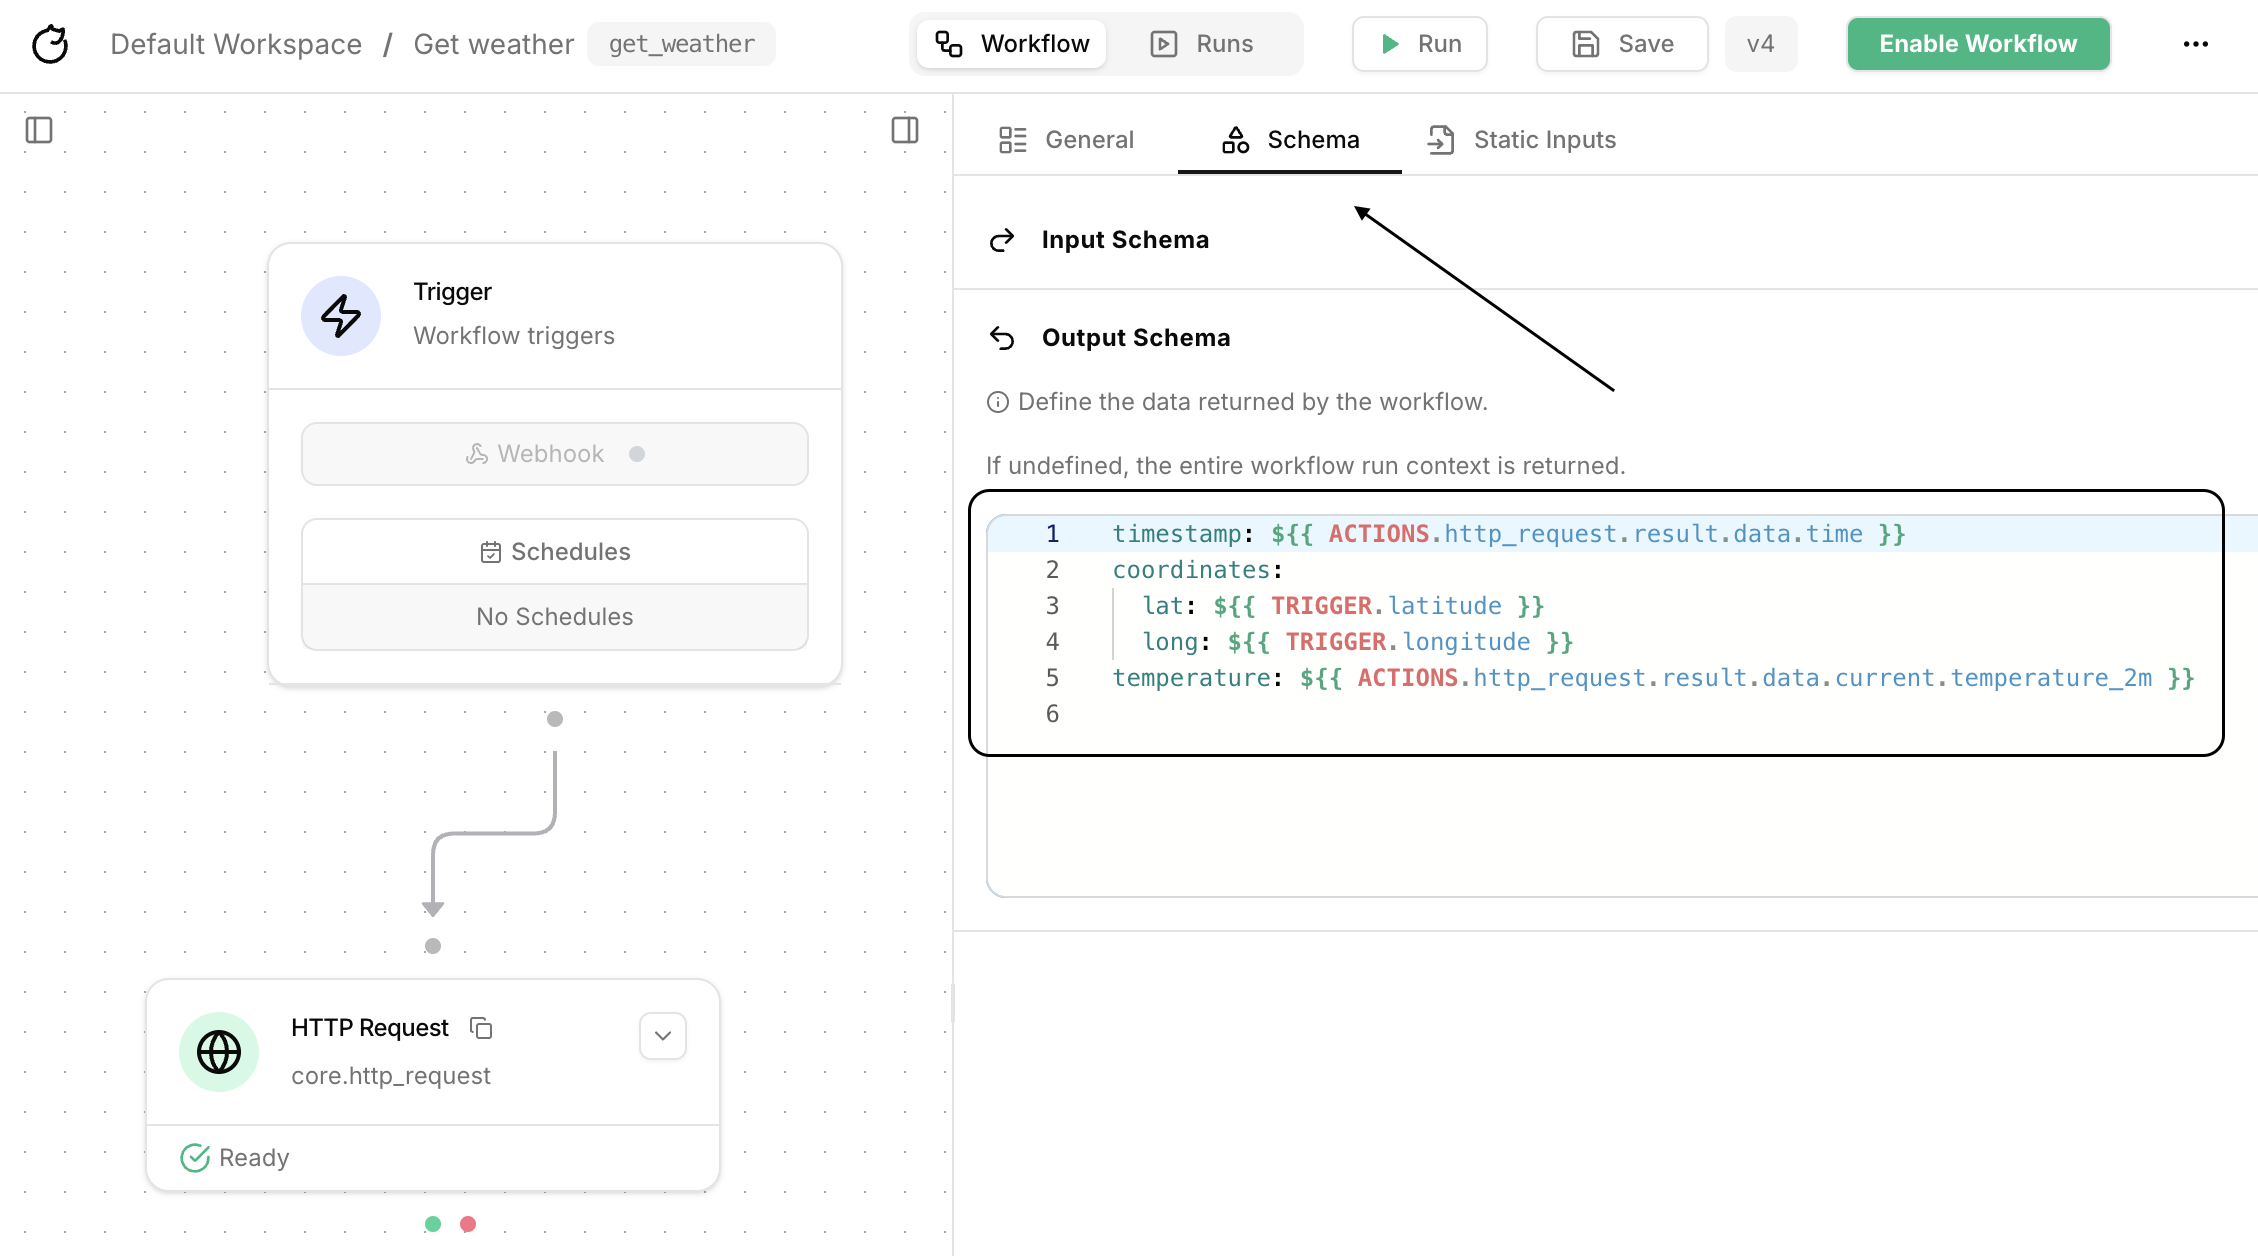 Default Workspace / Get weather get_weather
Workflow Runs Run Save v4 Enable Workflow
General Schema Static Inputs
Input Schema
Output Schema
Define the data returned by the workflow.
If undefined, the entire workflow run context is returned.
1 timestamp: ${{ ACTIONS.http_request.result.data.time }}
2 coordinates:
3 lat: ${{ TRIGGER.latitude }}
4 long: ${{ TRIGGER.longitude }}
5 temperature: ${{ ACTIONS.http_request.result.data.current.temperature_2m }}
6
Trigger
Workflow triggers
Webhook
Schedules
No Schedules
HTTP Request
core.http_request
Ready